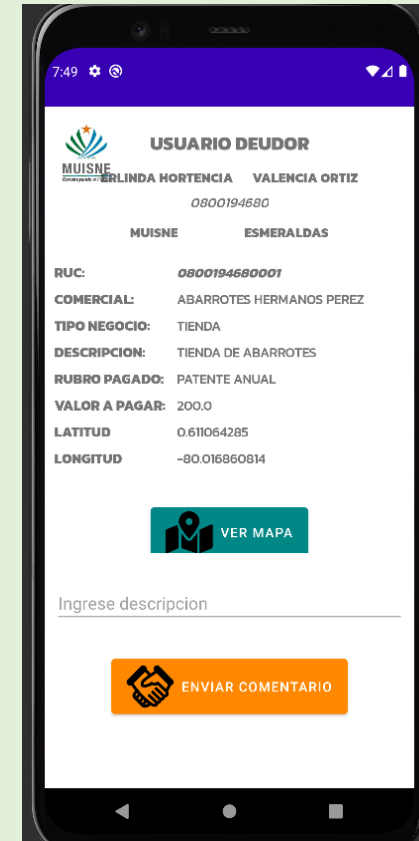 7:49
USUARIO DEUDOR
MUISNE
ERLINDA HORTENCIA VALENCIA ORTIZ
0800194680
MUISNE ESMERALDAS
RUC: 0800194680001
COMERCIAL: ABARROTES HERMANOS PEREZ
TIPO NEGOCIO: TIENDA
DESCRIPCION: TIENDA DE ABARROTES
RUBRO PAGADO: PATENTE ANUAL
VALOR A PAGAR: 200.0
LATITUD 0.611064285
LONGITUD -80.016860814
VER MAPA
Ingrese descripcion
ENVIAR COMENTARIO